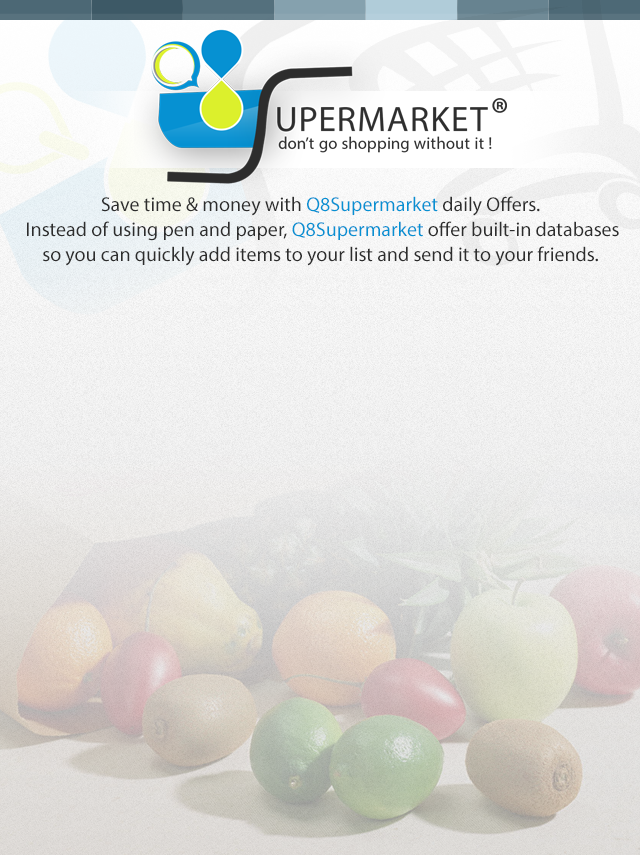 SUPERMARKET®
don't go shopping without it !
Save time & money with Q8Supermarket daily Offers.
Instead of using pen and paper, Q8Supermarket offer built-in databases
so you can quickly add items to your list and send it to your friends.